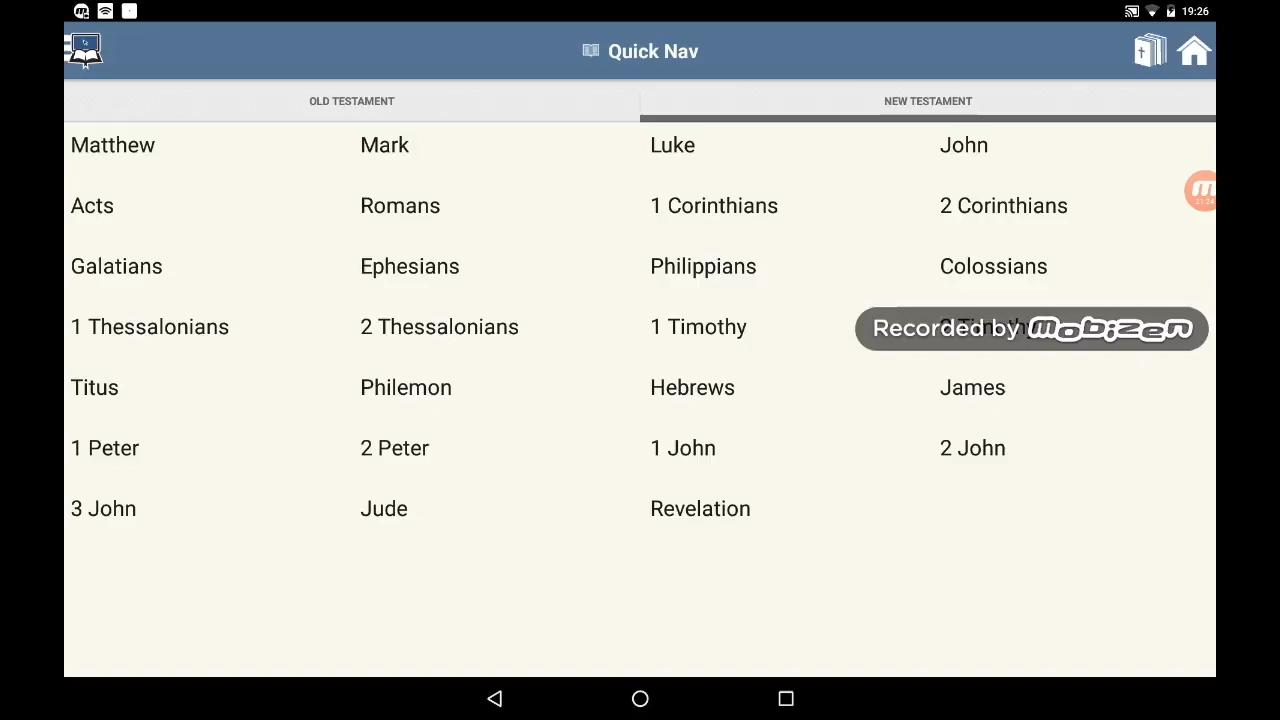 19:26
Quick Nav
OLD TESTAMENT NEW TESTAMENT
Matthew Mark Luke John
Acts Romans 1 Corinthians 2 Corinthians
Galatians Ephesians Philippians Colossians
1 Thessalonians 2 Thessalonians 1 Timothy
Recorded by mobizen
Titus Philemon Hebrews James
1 Peter 2 Peter 1 John 2 John
3 John Jude Revelation